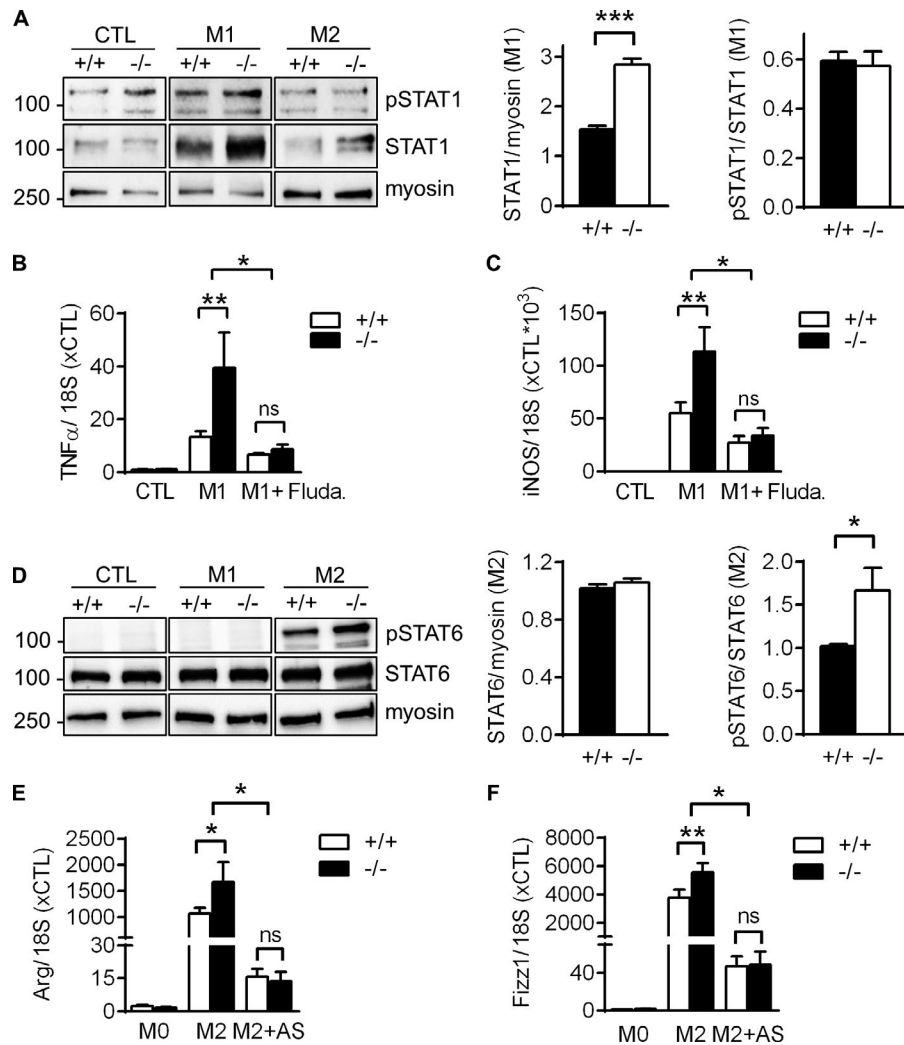 A
CTL M1 M2
+/+ -/- +/+ -/- +/+ -/-
100 pSTAT1
100 STAT1
250 myosin
STAT1/myosin (M1)
3
2
1
0
***
+/+ -/-
pSTAT1/STAT1 (M1)
0.6
0.4
0.2
0.0
+/+ -/-
B
TNFα/ 18S (xCTL)
60
40
20
0
*
**
ns
+/+
-/-
CTL M1 M1+ Fluda.
C
iNOS/18S (xCTL*10³)
150
100
50
0
*
**
ns
+/+
-/-
CTL M1 M1+ Fluda.
D
CTL M1 M2
+/+ -/- +/+ -/- +/+ -/-
100 pSTAT6
100 STAT6
250 myosin
STAT6/myosin (M2)
1.2
0.8
0.4
0.0
+/+ -/-
pSTAT6/STAT6 (M2)
2.0
1.5
1.0
0.5
0.0
*
+/+ -/-
E
Arg/18S (xCTL)
2500
2000
1500
1000
30
15
0
*
*
ns
+/+
-/-
M0 M2 M2+AS
F
Fizz1/18S (xCTL)
8000
6000
4000
2000
40
0
*
**
ns
+/+
-/-
M0 M2 M2+AS